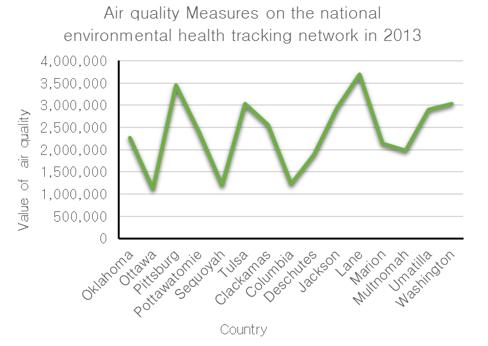 Air quality Measures on the national
environmental health tracking network in 2013
4,000,000
3,500,000
3,000,000
2,500,000
2,000,000
1,500,000
1,000,000
500,000
0
Value of air quality
Oklahoma
Ottawa
Pittsburg
Pottawatomie
Sequoyah
Tulsa
Clackamas
Columbia
Deschutes
Jackson
Lane
Marion
Multnomah
Umatilla
Washington
Country